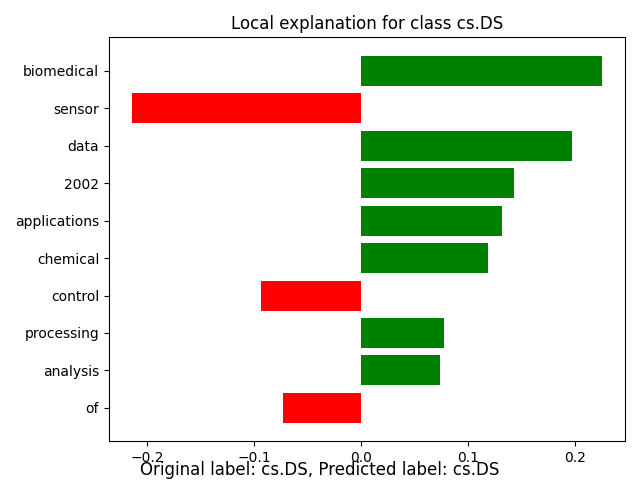 Local explanation for class cs.DS
biomedical
sensor
data
2002
applications
chemical
control
processing
analysis
of
−0.2
−0.1
0.0
0.1
0.2
Original label: cs.DS, Predicted label: cs.DS